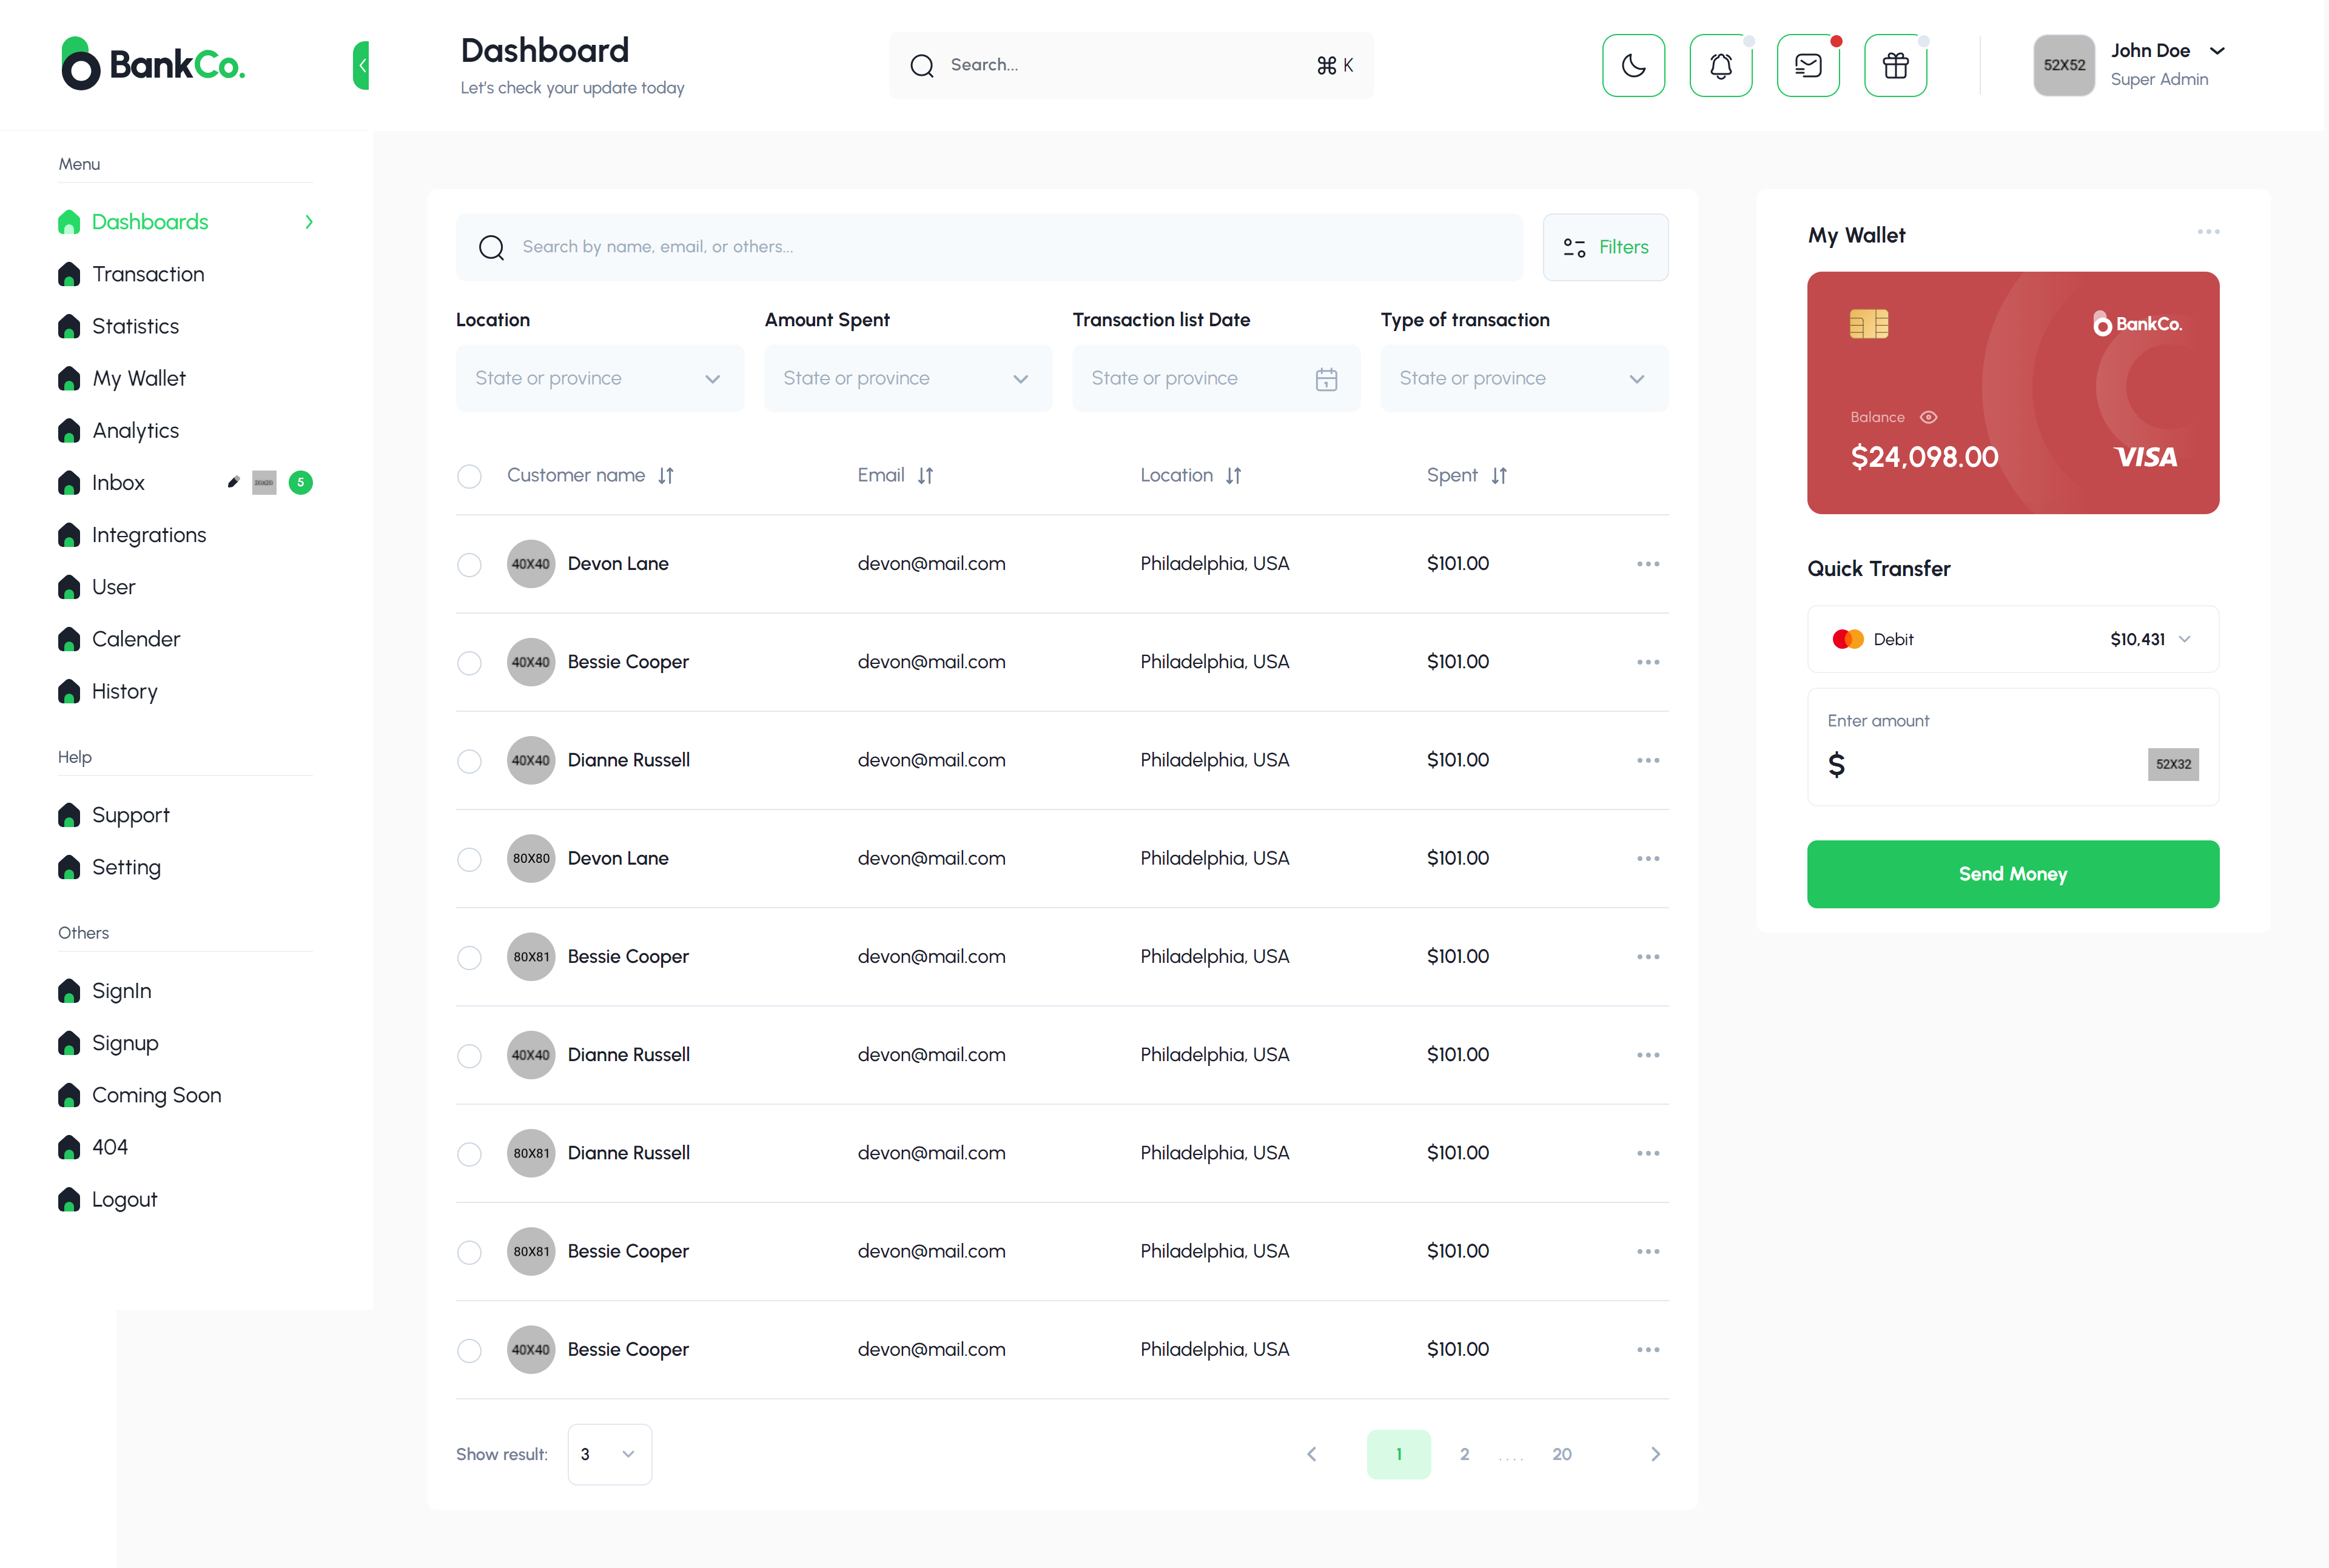 BankCo.
Dashboard
Let's check your update today
Search...
⌘ K
52X52
John Doe
Super Admin
Menu
Dashboards
Transaction
Statistics
My Wallet
Analytics
Inbox
5
Integrations
User
Calender
History
Help
Support
Setting
Others
SignIn
Signup
Coming Soon
404
Logout
Search by name, email, or others...
Filters
Location
Amount Spent
Transaction list Date
Type of transaction
State or province
State or province
State or province
State or province
Customer name
Email
Location
Spent
40X40 Devon Lane devon@mail.com Philadelphia, USA $101.00
40X40 Bessie Cooper devon@mail.com Philadelphia, USA $101.00
40X40 Dianne Russell devon@mail.com Philadelphia, USA $101.00
80X80 Devon Lane devon@mail.com Philadelphia, USA $101.00
80X81 Bessie Cooper devon@mail.com Philadelphia, USA $101.00
40X40 Dianne Russell devon@mail.com Philadelphia, USA $101.00
80X81 Dianne Russell devon@mail.com Philadelphia, USA $101.00
80X81 Bessie Cooper devon@mail.com Philadelphia, USA $101.00
40X40 Bessie Cooper devon@mail.com Philadelphia, USA $101.00
Show result: 3
1 2 .... 20
My Wallet
BankCo.
Balance
$24,098.00
VISA
Quick Transfer
Debit $10,431
Enter amount
$
52X32
Send Money